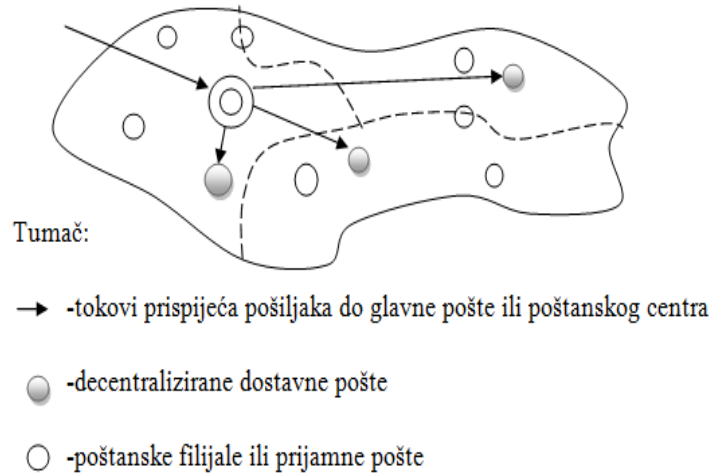 Tumač:
-tokovi prispijeća pošiljaka do glavne pošte ili poštanskog centra
-decentralizirane dostavne pošte
-poštanske filijale ili prijamne pošte